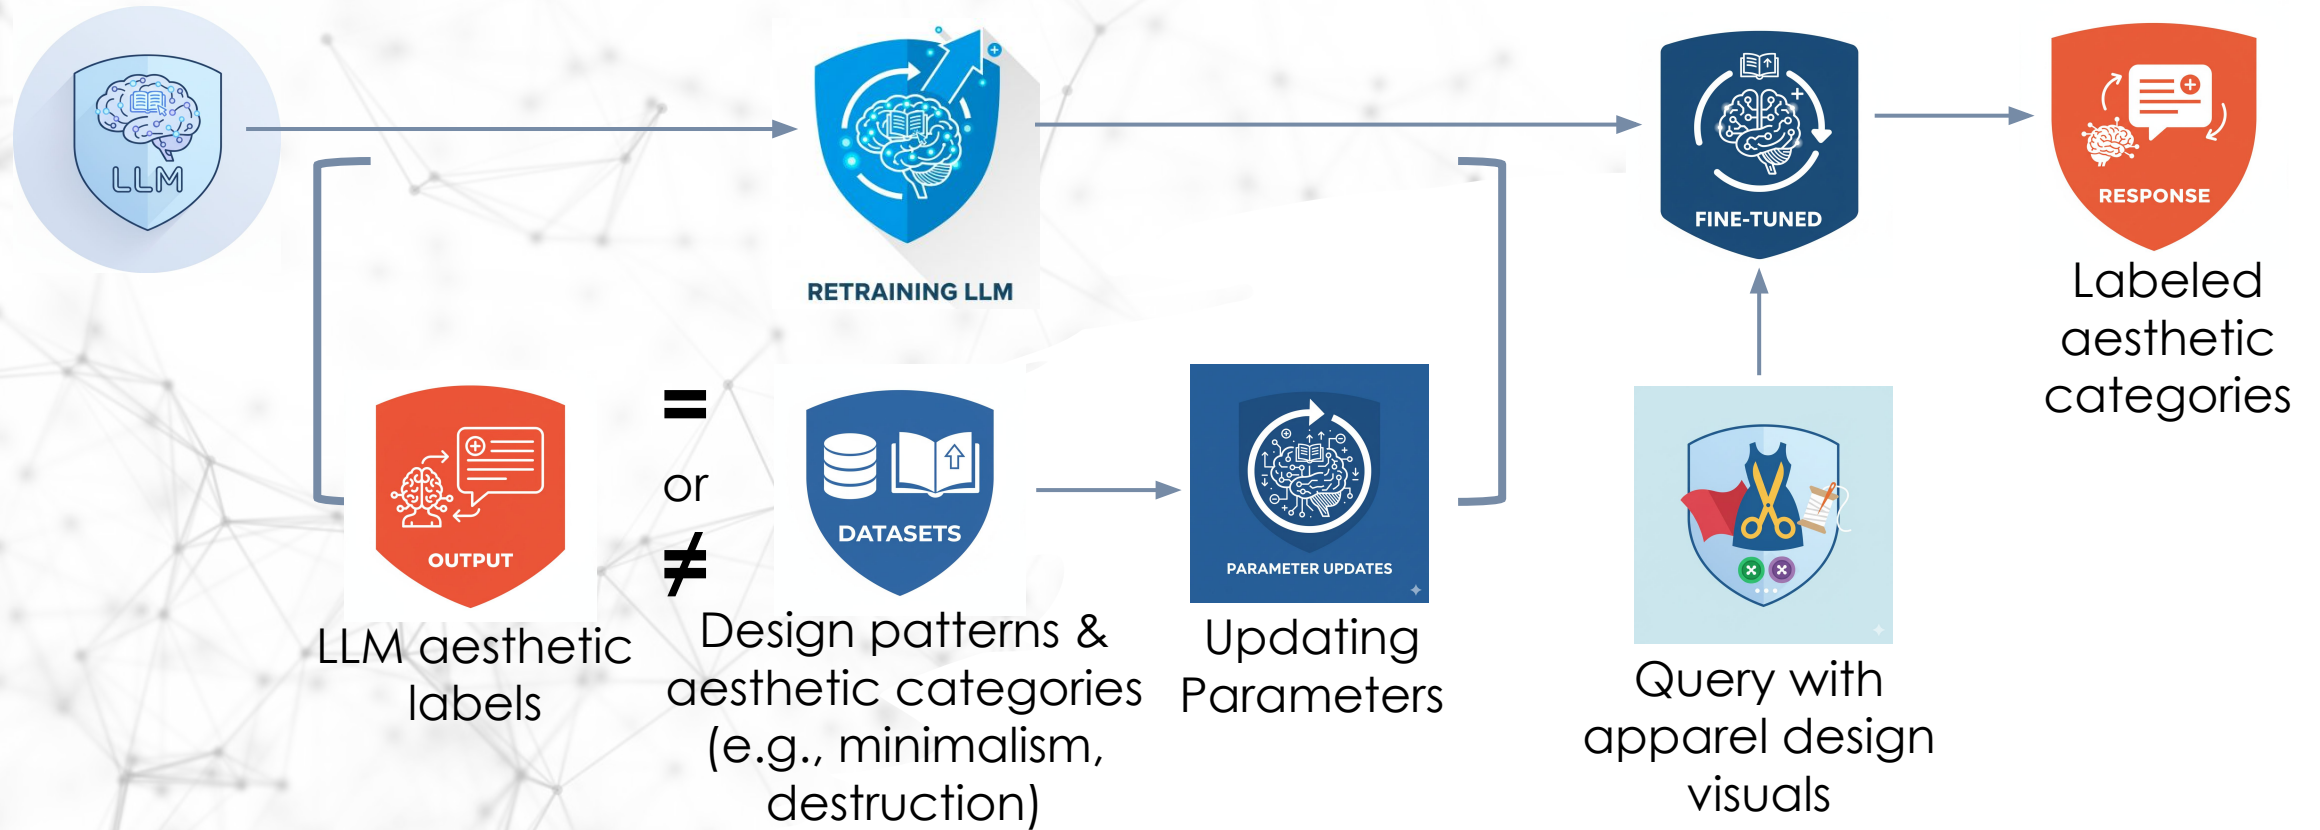 LLM
RETRAINING LLM
FINE-TUNED
RESPONSE
Labeled
aesthetic
categories
OUTPUT
=
or
≠
DATASETS
PARAMETER UPDATES
LLM aesthetic
labels
Design patterns &
aesthetic categories
(e.g., minimalism,
destruction)
Updating
Parameters
Query with
apparel design
visuals